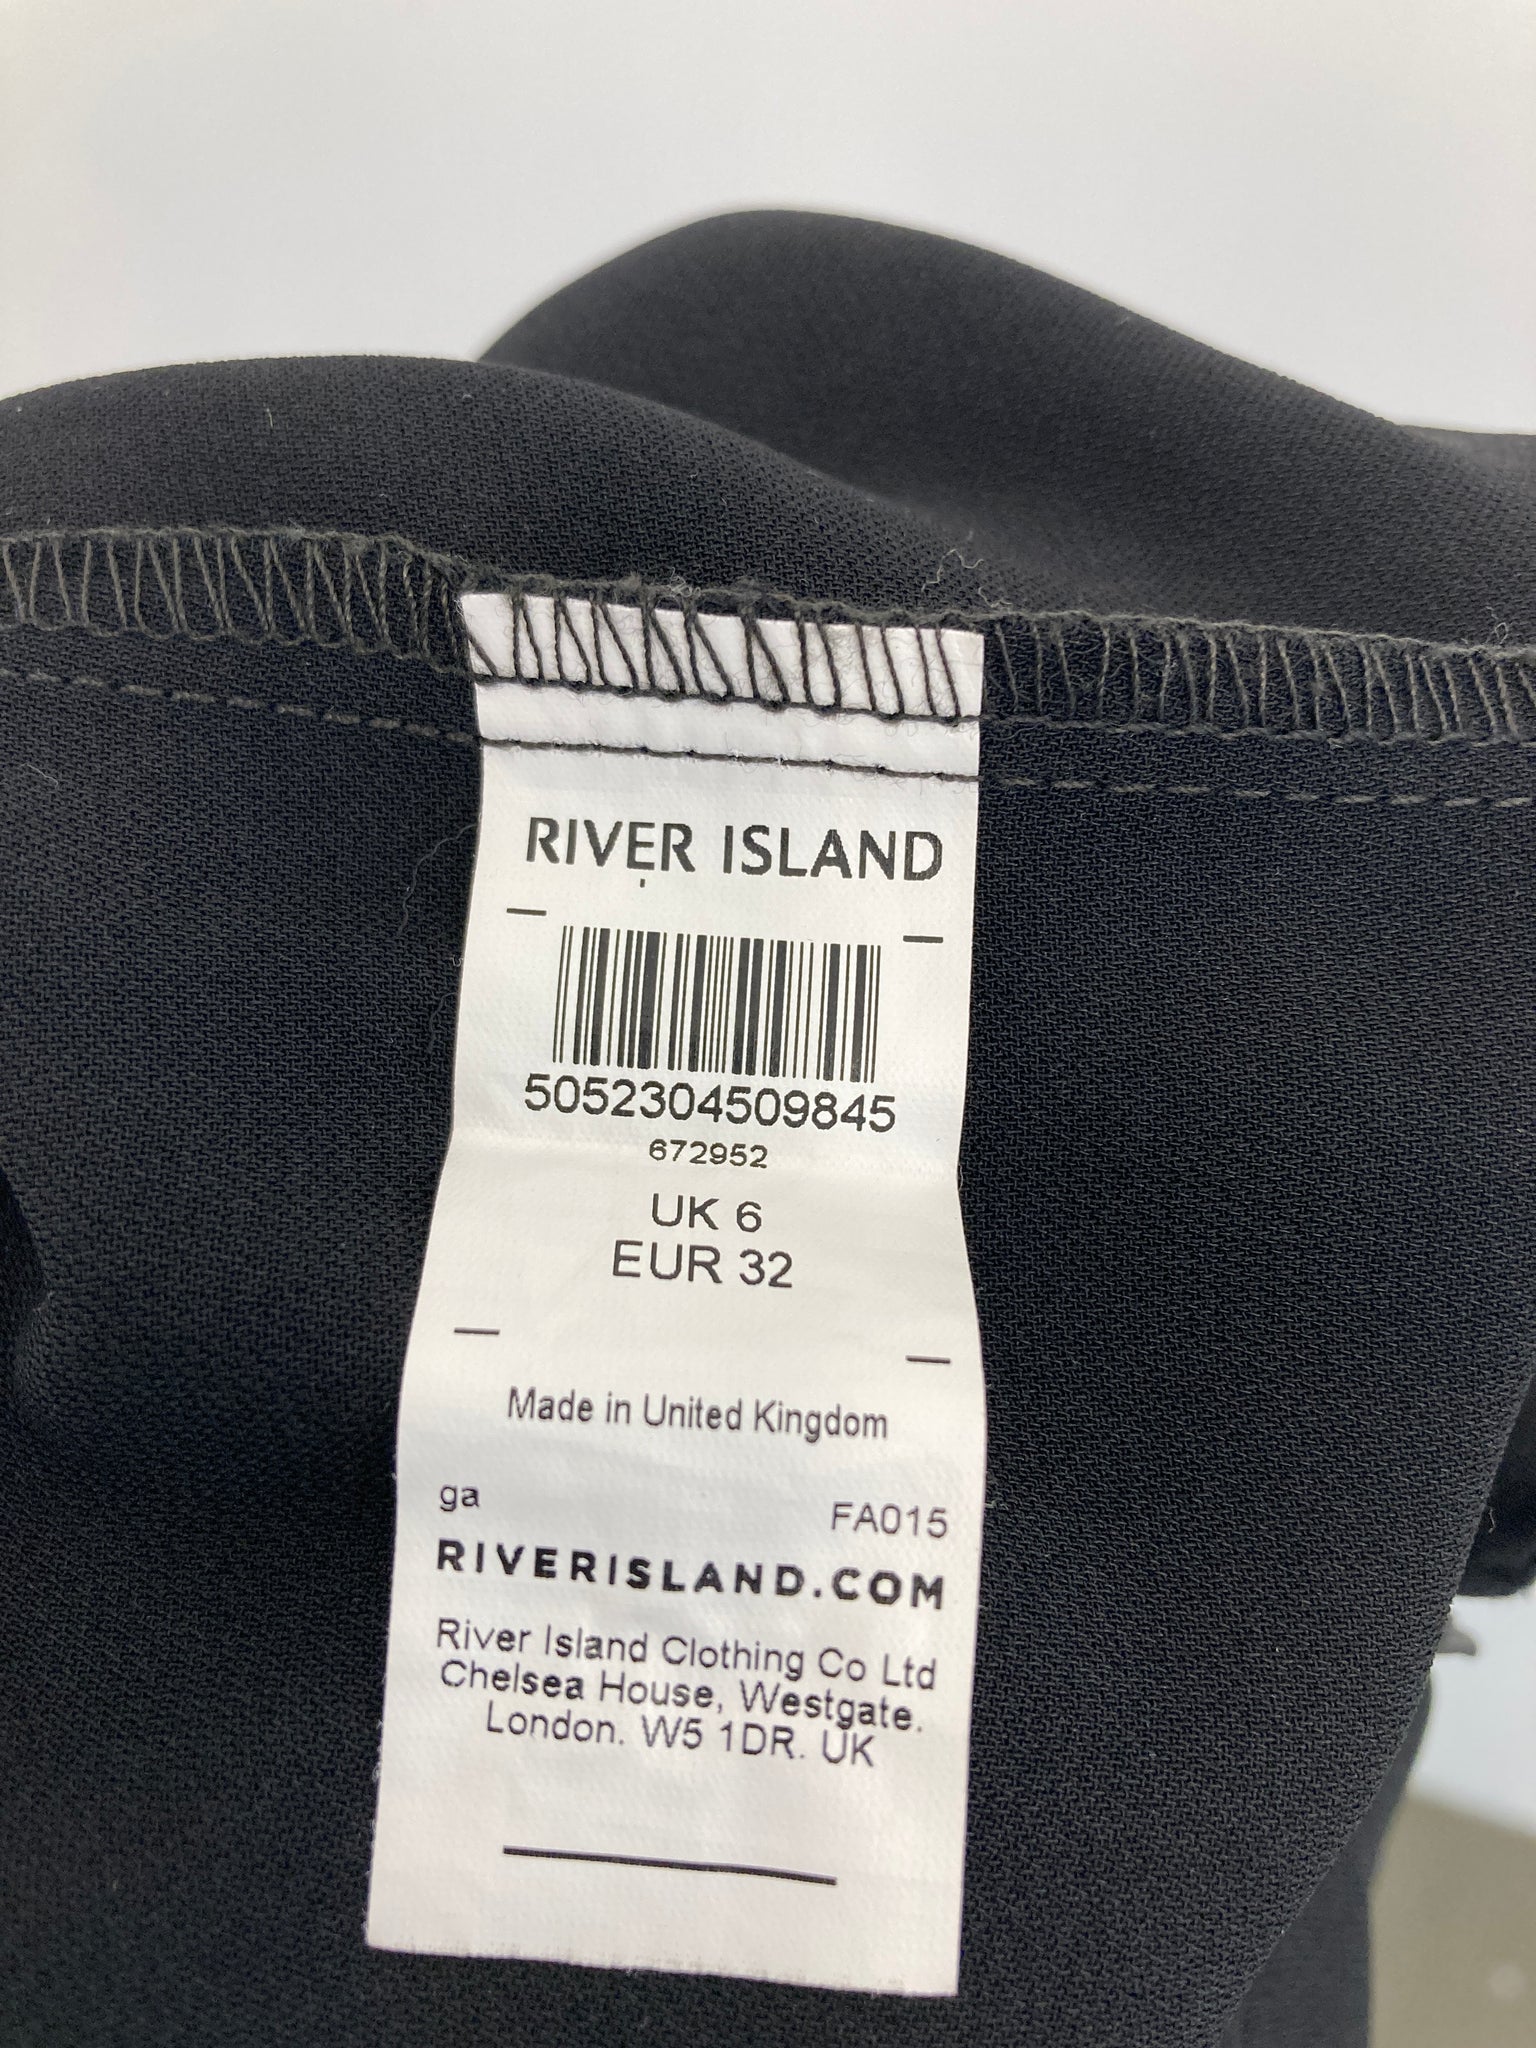 RIVER ISLAND
5052304509845
672952
UK 6
EUR 32
Made in United Kingdom
ga FA015
RIVERISLAND.COM
River Island Clothing Co Ltd
Chelsea House, Westgate.
London. W5 1DR. UK